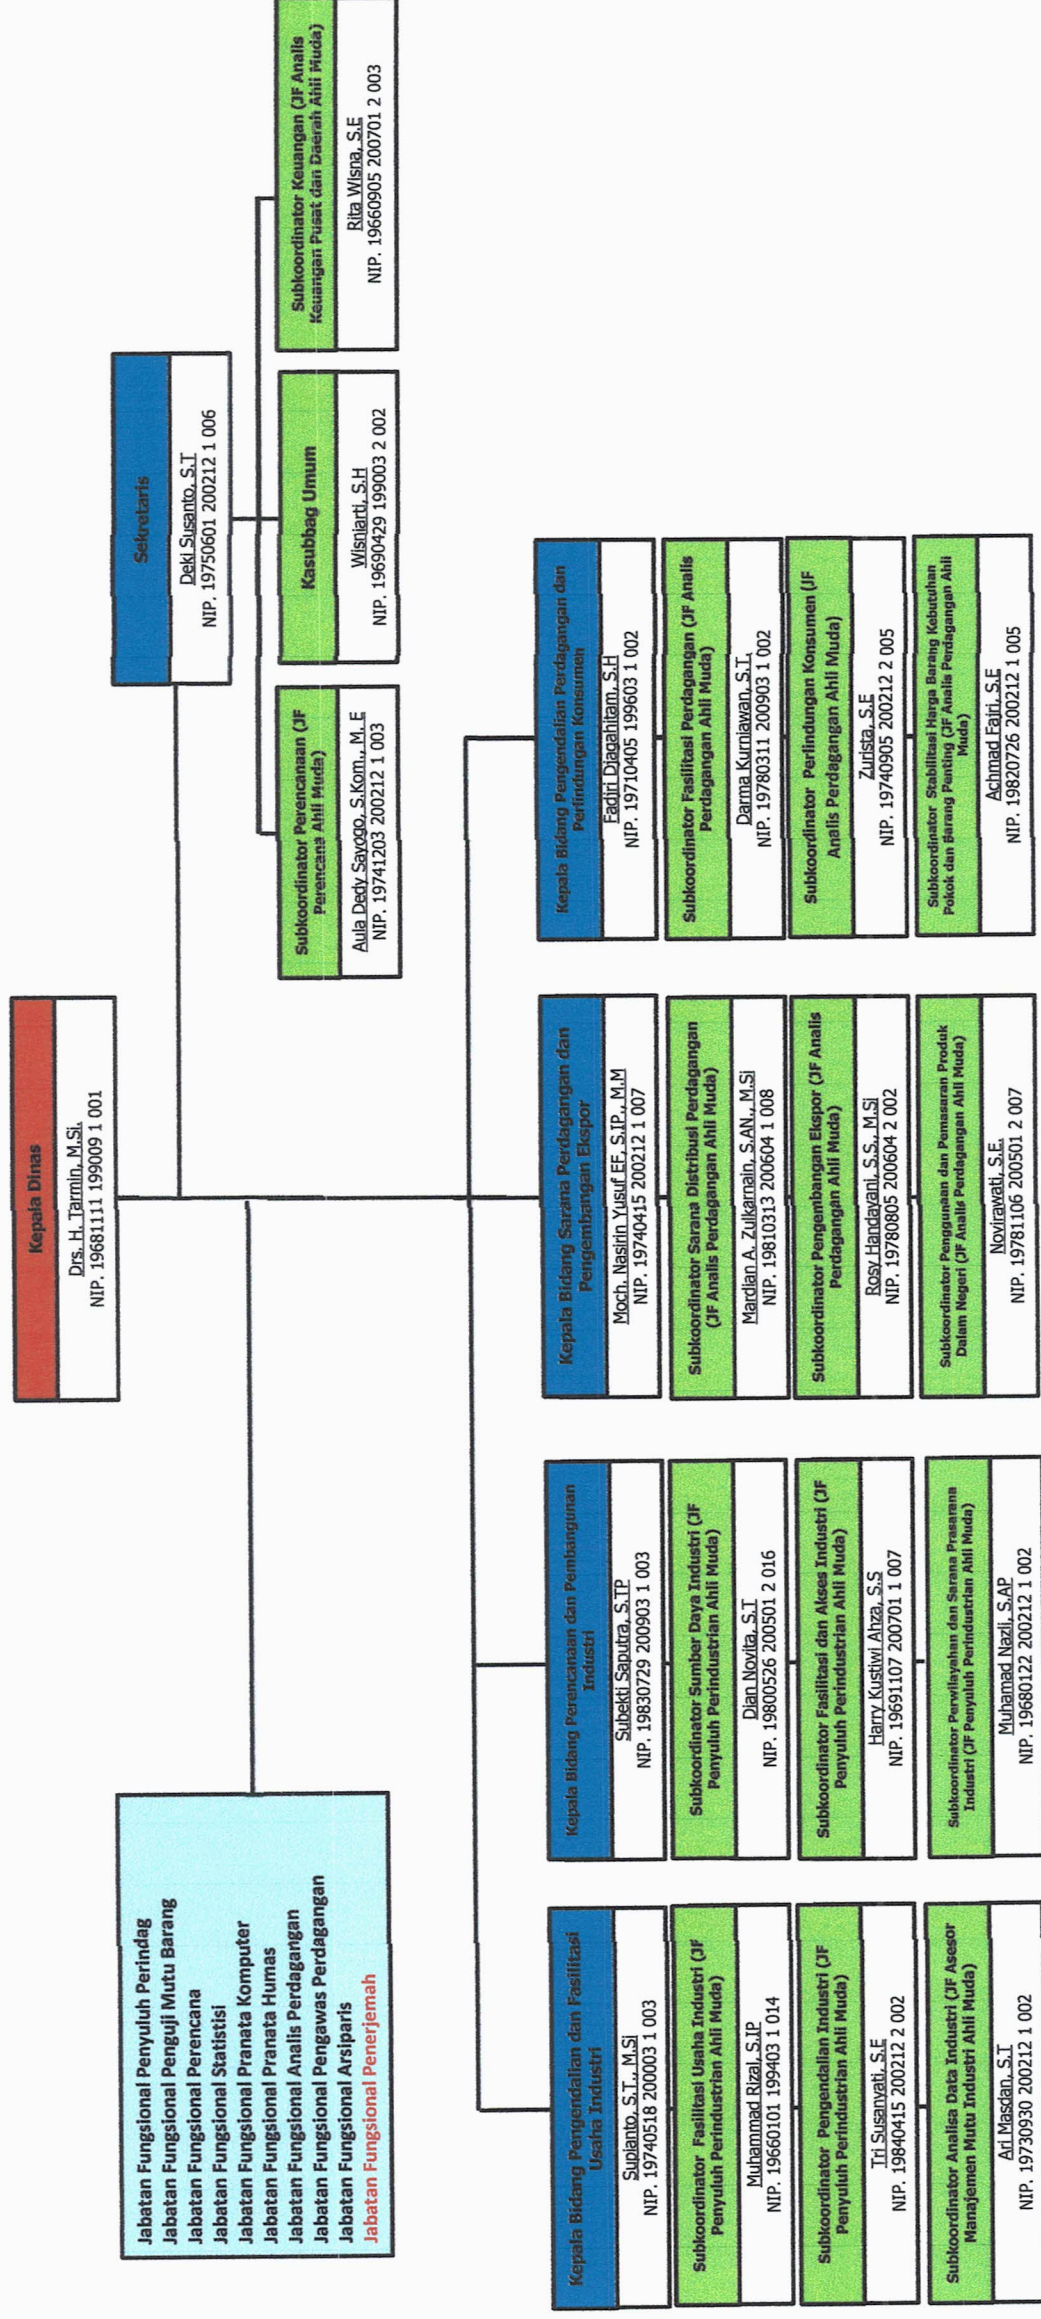 Kepala Dinas
Drs. H. Tarmin, M.Si.
NIP. 19681111 199009 1 001
Sekretaris
Deki Susanto, S.T
NIP. 19750601 200212 1 006
Jabatan Fungsional Penyuluh Perindag
Jabatan Fungsional Penguji Mutu Barang
Jabatan Fungsional Perencana
Jabatan Fungsional Statistisi
Jabatan Fungsional Pranata Komputer
Jabatan Fungsional Pranata Humas
Jabatan Fungsional Analis Perdagangan
Jabatan Fungsional Pengawas Perdagangan
Jabatan Fungsional Arsiparis
Jabatan Fungsional Penerjemah
Subkoordinator Perencanaan (JF
Perencana Ahli Muda)
Aula Dedy Sayogo, S.Kom., M. E
NIP. 19741203 200212 1 003
Kasubbag Umum
Wisniarti, S.H
NIP. 19690429 199003 2 002
Subkoordinator Keuangan (JF Analis
Keuangan Pusat dan Daerah Ahli Muda)
Rita Wisna, S.E
NIP. 19660905 200701 2 003
Kepala Bidang Pengendalian dan Fasilitasi
Usaha Industri
Supianto, S.T., M.Si
NIP. 19740518 200003 1 003
Subkoordinator Fasilitasi Usaha Industri (JF
Penyuluh Perindustrian Ahli Muda)
Muhammad Rizal, S.IP
NIP. 19660101 199403 1 014
Subkoordinator Pengendalian Industri (JF
Penyuluh Perindustrian Ahli Muda)
Tri Susanyati, S.E
NIP. 19840415 200212 2 002
Subkoordinator Analisa Data Industri (JF Asesor
Manajemen Mutu Industri Ahli Muda)
Ari Masdan, S.T
NIP. 19730930 200212 1 002
Kepala Bidang Perencanaan dan Pembangunan
Industri
Subekti Saputra, S.TP
NIP. 19830729 200903 1 003
Subkoordinator Sumber Daya Industri (JF
Penyuluh Perindustrian Ahli Muda)
Dian Novita, S.T
NIP. 19800526 200501 2 016
Subkoordinator Fasilitasi dan Akses Industri (JF
Penyuluh Perindustrian Ahli Muda)
Harry Kustiwi Ahza, S.S
NIP. 19691107 200701 1 007
Subkoordinator Perwilayahan dan Sarana Prasarana
Industri (JF Penyuluh Perindustrian Ahli Muda)
Muhamad Nazli, S.AP
NIP. 19680122 200212 1 002
Kepala Bidang Sarana Perdagangan dan
Pengembangan Ekspor
Moch. Nasirin Yusuf EF, S.IP., M.M
NIP. 19740415 200212 1 007
Subkoordinator Sarana Distribusi Perdagangan
(JF Analis Perdagangan Ahli Muda)
Mardian A. Zulkarnain, S.AN., M.Si
NIP. 19810313 200604 1 008
Subkoordinator Pengembangan Ekspor (JF Analis
Perdagangan Ahli Muda)
Rosy Handayani, S.S., M.Si
NIP. 19780805 200604 2 002
Subkoordinator Penggunaan dan Pemasaran Produk
Dalam Negeri (JF Analis Perdagangan Ahli Muda)
Novirawati, S.E.
NIP. 19781106 200501 2 007
Kepala Bidang Pengendalian Perdagangan dan
Perlindungan Konsumen
Fadjri Djagahitam, S.H
NIP. 19710405 199603 1 002
Subkoordinator Fasilitasi Perdagangan (JF Analis
Perdagangan Ahli Muda)
Darma Kurniawan, S.T.
NIP. 19780311 200903 1 002
Subkoordinator Perlindungan Konsumen (JF
Analis Perdagangan Ahli Muda)
Zurista, S.E
NIP. 19740905 200212 2 005
Subkoordinator Stabilitasi Harga Barang Kebutuhan
Pokok dan Barang Penting (JF Analis Perdagangan Ahli
Muda)
Achmad Fajri, S.E
NIP. 19820726 200212 1 005